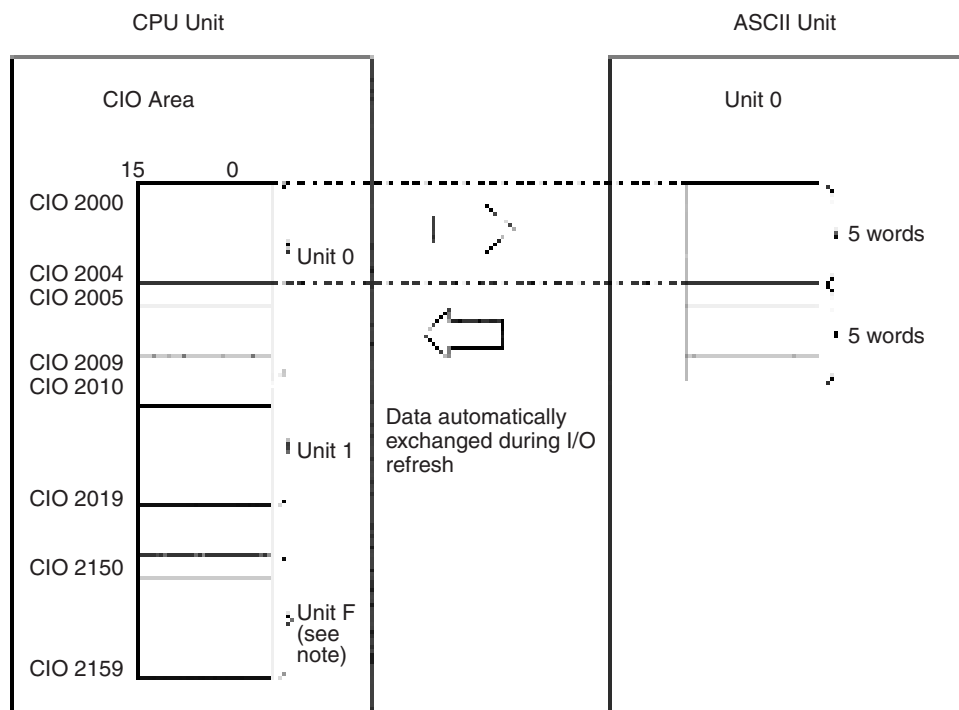 CPU Unit
ASCII Unit
CIO Area
Unit 0
15 0
CIO 2000
Unit 0
5 words
CIO 2004
CIO 2005
5 words
CIO 2009
CIO 2010
Data automatically
exchanged during I/O
refresh
Unit 1
CIO 2019
CIO 2150
Unit F
(see
note)
CIO 2159